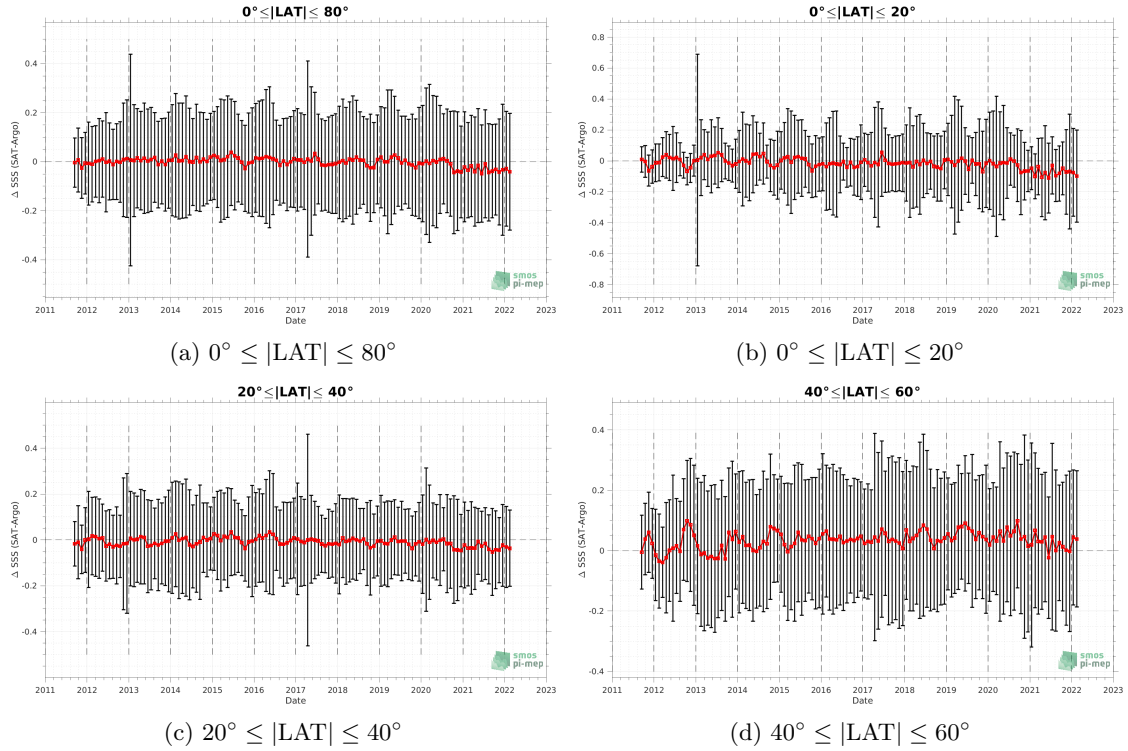 0°≤|LAT|≤ 80°
Δ SSS (SAT-Argo)
0.4
0.2
0
-0.2
-0.4
2011 2012 2013 2014 2015 2016 2017 2018 2019 2020 2021 2022 2023
Date
smos
pi-mep
(a) 0° ≤ |LAT| ≤ 80°
0°≤|LAT|≤ 20°
Δ SSS (SAT-Argo)
0.8
0.6
0.4
0.2
0
-0.2
-0.4
-0.6
-0.8
2011 2012 2013 2014 2015 2016 2017 2018 2019 2020 2021 2022 2023
Date
smos
pi-mep
(b) 0° ≤ |LAT| ≤ 20°
20°≤|LAT|≤ 40°
Δ SSS (SAT-Argo)
0.4
0.2
0
-0.2
-0.4
2011 2012 2013 2014 2015 2016 2017 2018 2019 2020 2021 2022 2023
Date
smos
pi-mep
(c) 20° ≤ |LAT| ≤ 40°
40°≤|LAT|≤ 60°
Δ SSS (SAT-Argo)
0.4
0.2
0
-0.2
-0.4
2011 2012 2013 2014 2015 2016 2017 2018 2019 2020 2021 2022 2023
Date
smos
pi-mep
(d) 40° ≤ |LAT| ≤ 60°